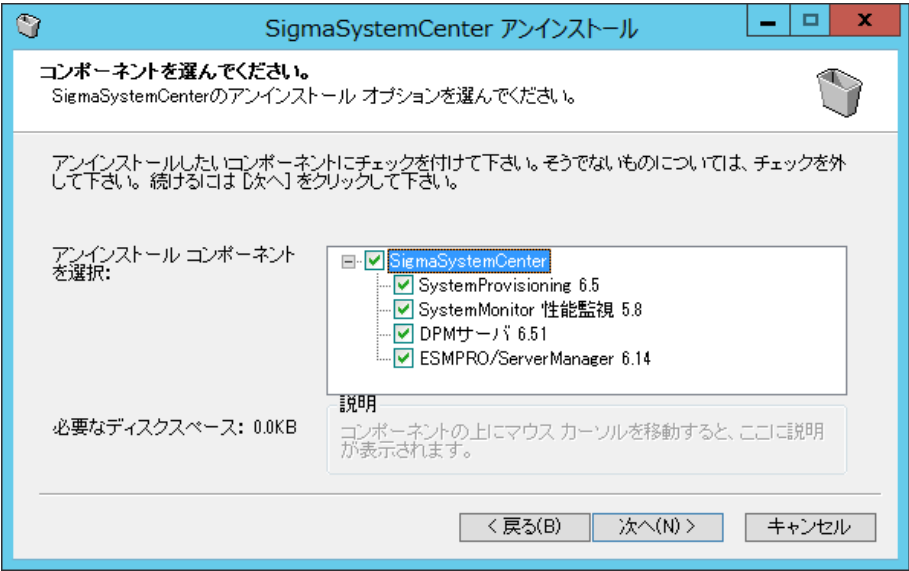 SigmaSystemCenter アンインストール
コンポーネントを選んでください。
SigmaSystemCenterのアンインストール オプションを選んでください。
アンインストールしたいコンポーネントにチェックを付けて下さい。そうでないものについては、チェックを外
して下さい。 続けるには [次へ] をクリックして下さい。
アンインストール コンポーネント
を選択:
SigmaSystemCenter
SystemProvisioning 6.5
SystemMonitor 性能監視 5.8
DPMサーバ 6.51
ESMPRO/ServerManager 6.14
必要なディスクスペース: 0.0KB
説明
コンポーネントの上にマウス カーソルを移動すると、ここに説明
が表示されます。
< 戻る(B)
次へ(N) >
キャンセル